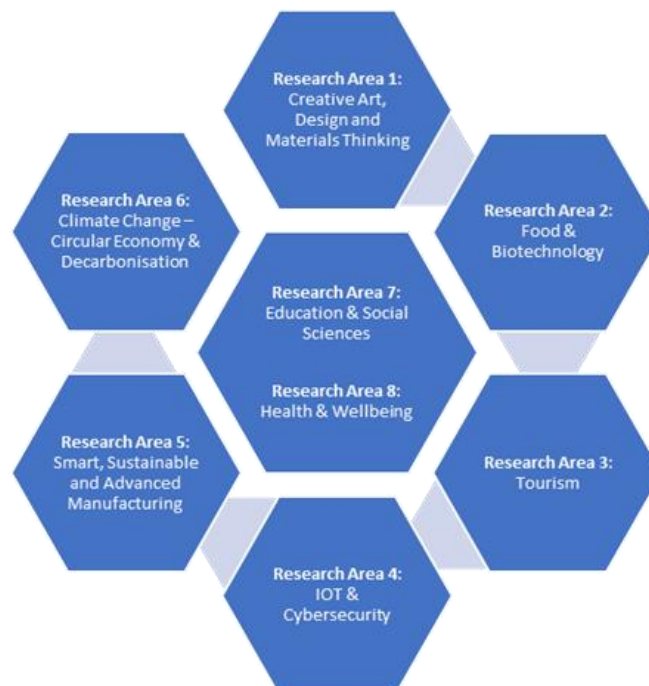 Research Area 1:
Creative Art,
Design and
Materials Thinking
Research Area 2:
Food &
Biotechnology
Research Area 3:
Tourism
Research Area 4:
IOT &
Cybersecurity
Research Area 5:
Smart, Sustainable
and Advanced
Manufacturing
Research Area 6:
Climate Change –
Circular Economy &
Decarbonisation
Research Area 7:
Education & Social
Sciences
Research Area 8:
Health & Wellbeing